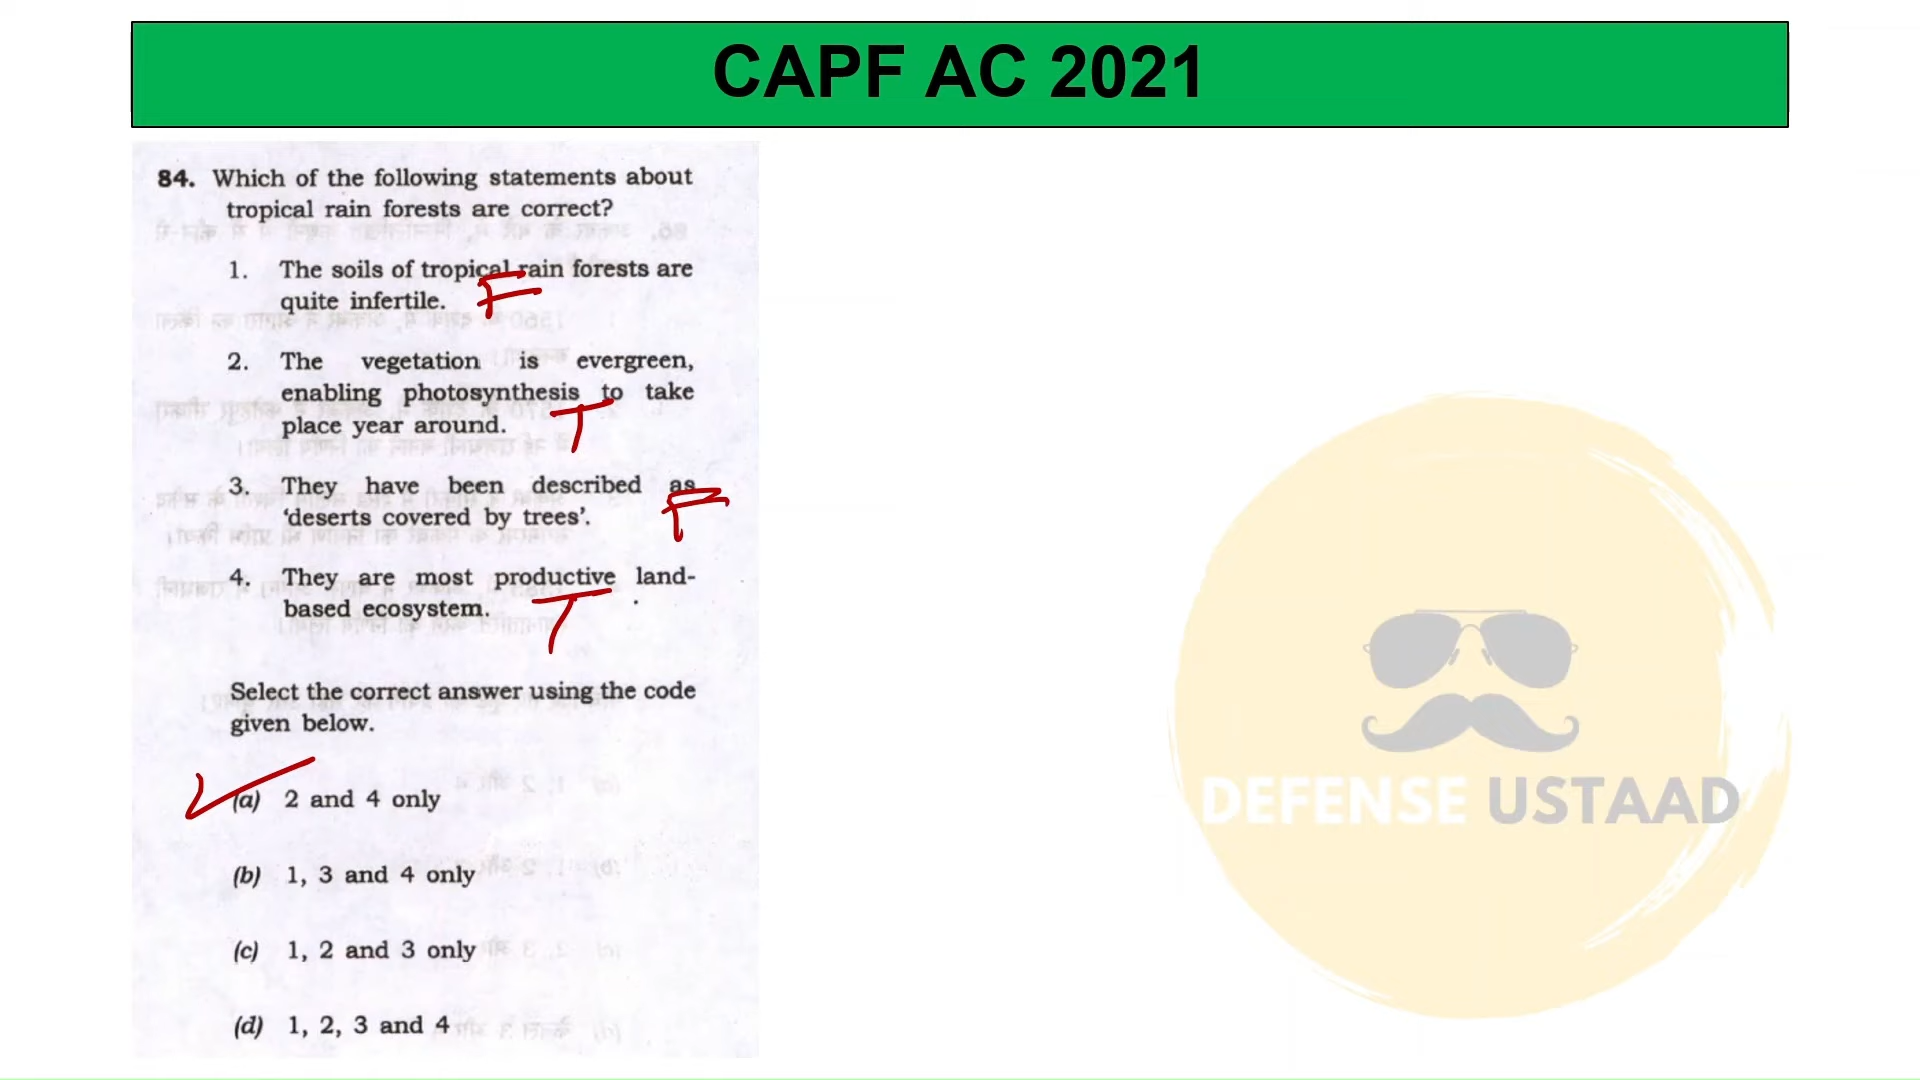 CAPF AC 2021
84. Which of the following statements about
tropical rain forests are correct?
1. The soils of tropical rain forests are
quite infertile. F
2. The vegetation is evergreen,
enabling photosynthesis to take
place year around. T
3. They have been described as
‘deserts covered by trees’. F
4. They are most productive land-
based ecosystem. T
Select the correct answer using the code
given below.
(a) 2 and 4 only
(b) 1, 3 and 4 only
(c) 1, 2 and 3 only
(d) 1, 2, 3 and 4
DEFENSE USTAAD